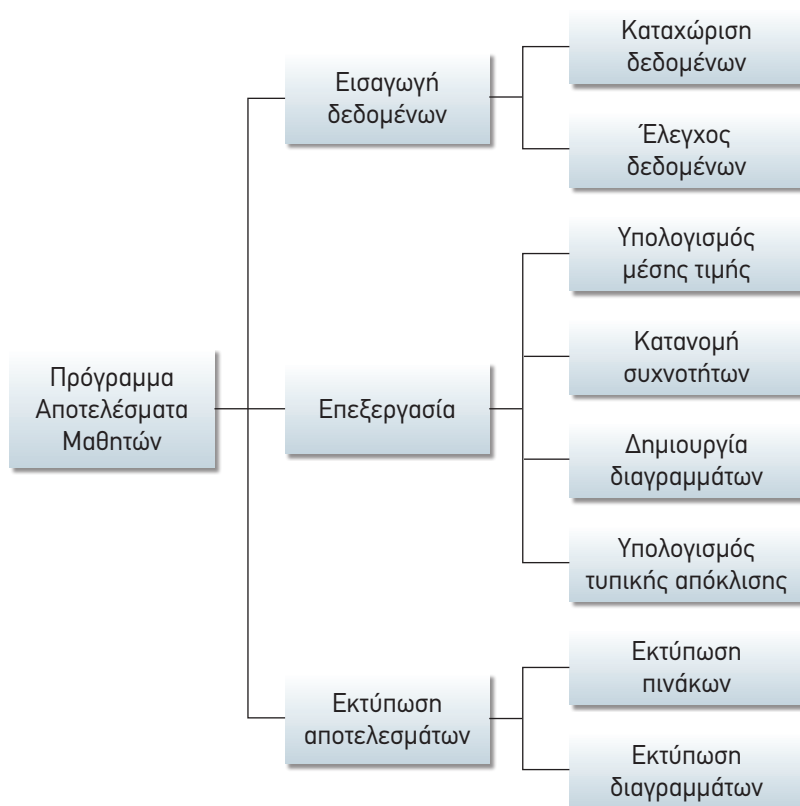 Πρόγραμμα
Αποτελέσματα
Μαθητών
Εισαγωγή
δεδομένων
Καταχώριση
δεδομένων
Έλεγχος
δεδομένων
Επεξεργασία
Υπολογισμός
μέσης τιμής
Κατανομή
συχνοτήτων
Δημιουργία
διαγραμμάτων
Υπολογισμός
τυπικής απόκλισης
Εκτύπωση
αποτελεσμάτων
Εκτύπωση
πινάκων
Εκτύπωση
διαγραμμάτων